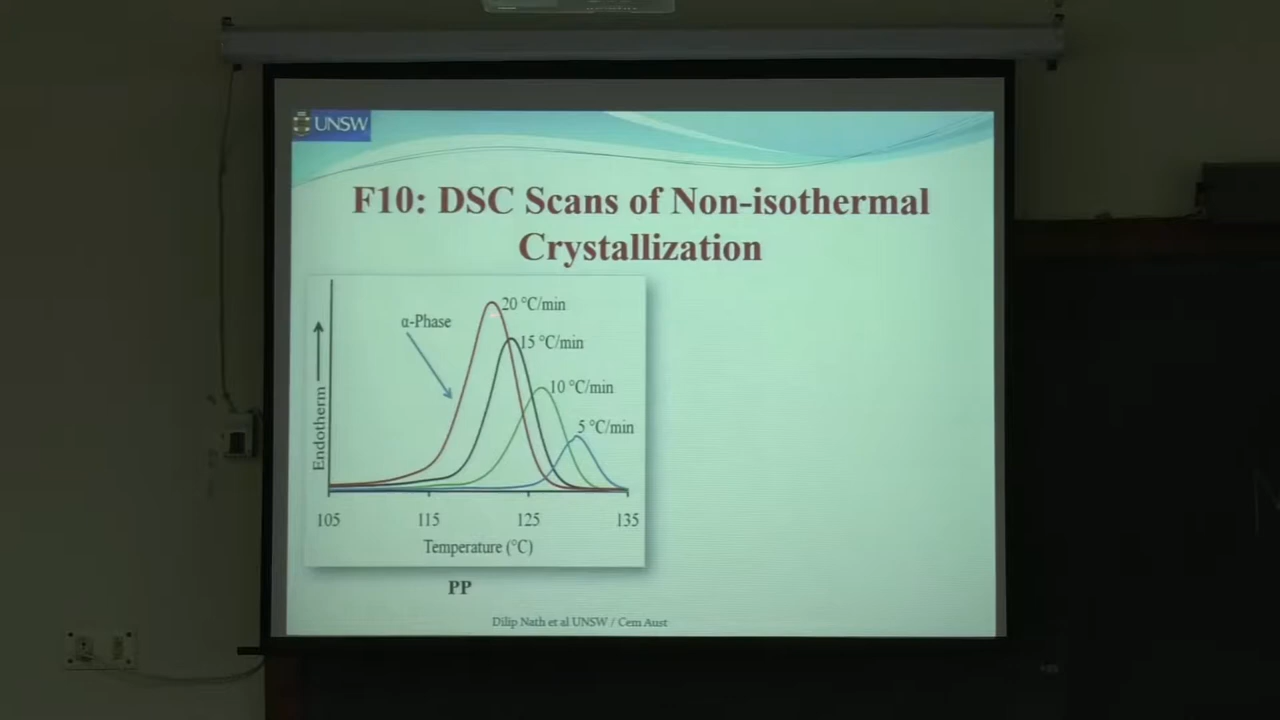 UNSW
F10: DSC Scans of Non-isothermal
Crystallization
20 °C/min
α-Phase
15 °C/min
10 °C/min
5 °C/min
Endotherm
105 115 125 135
Temperature (°C)
PP
Dilip Nath et al UNSW / Cem Aust